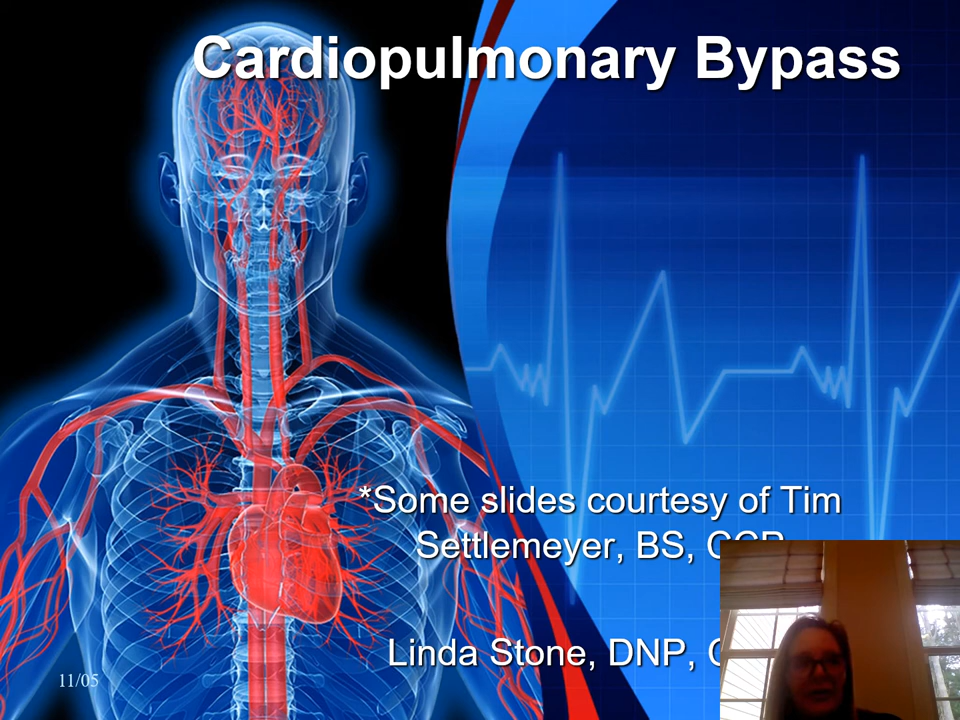 Cardiopulmonary Bypass
*Some slides courtesy of Tim
Settlemeyer, BS,
Linda Stone, DNP,
11/05